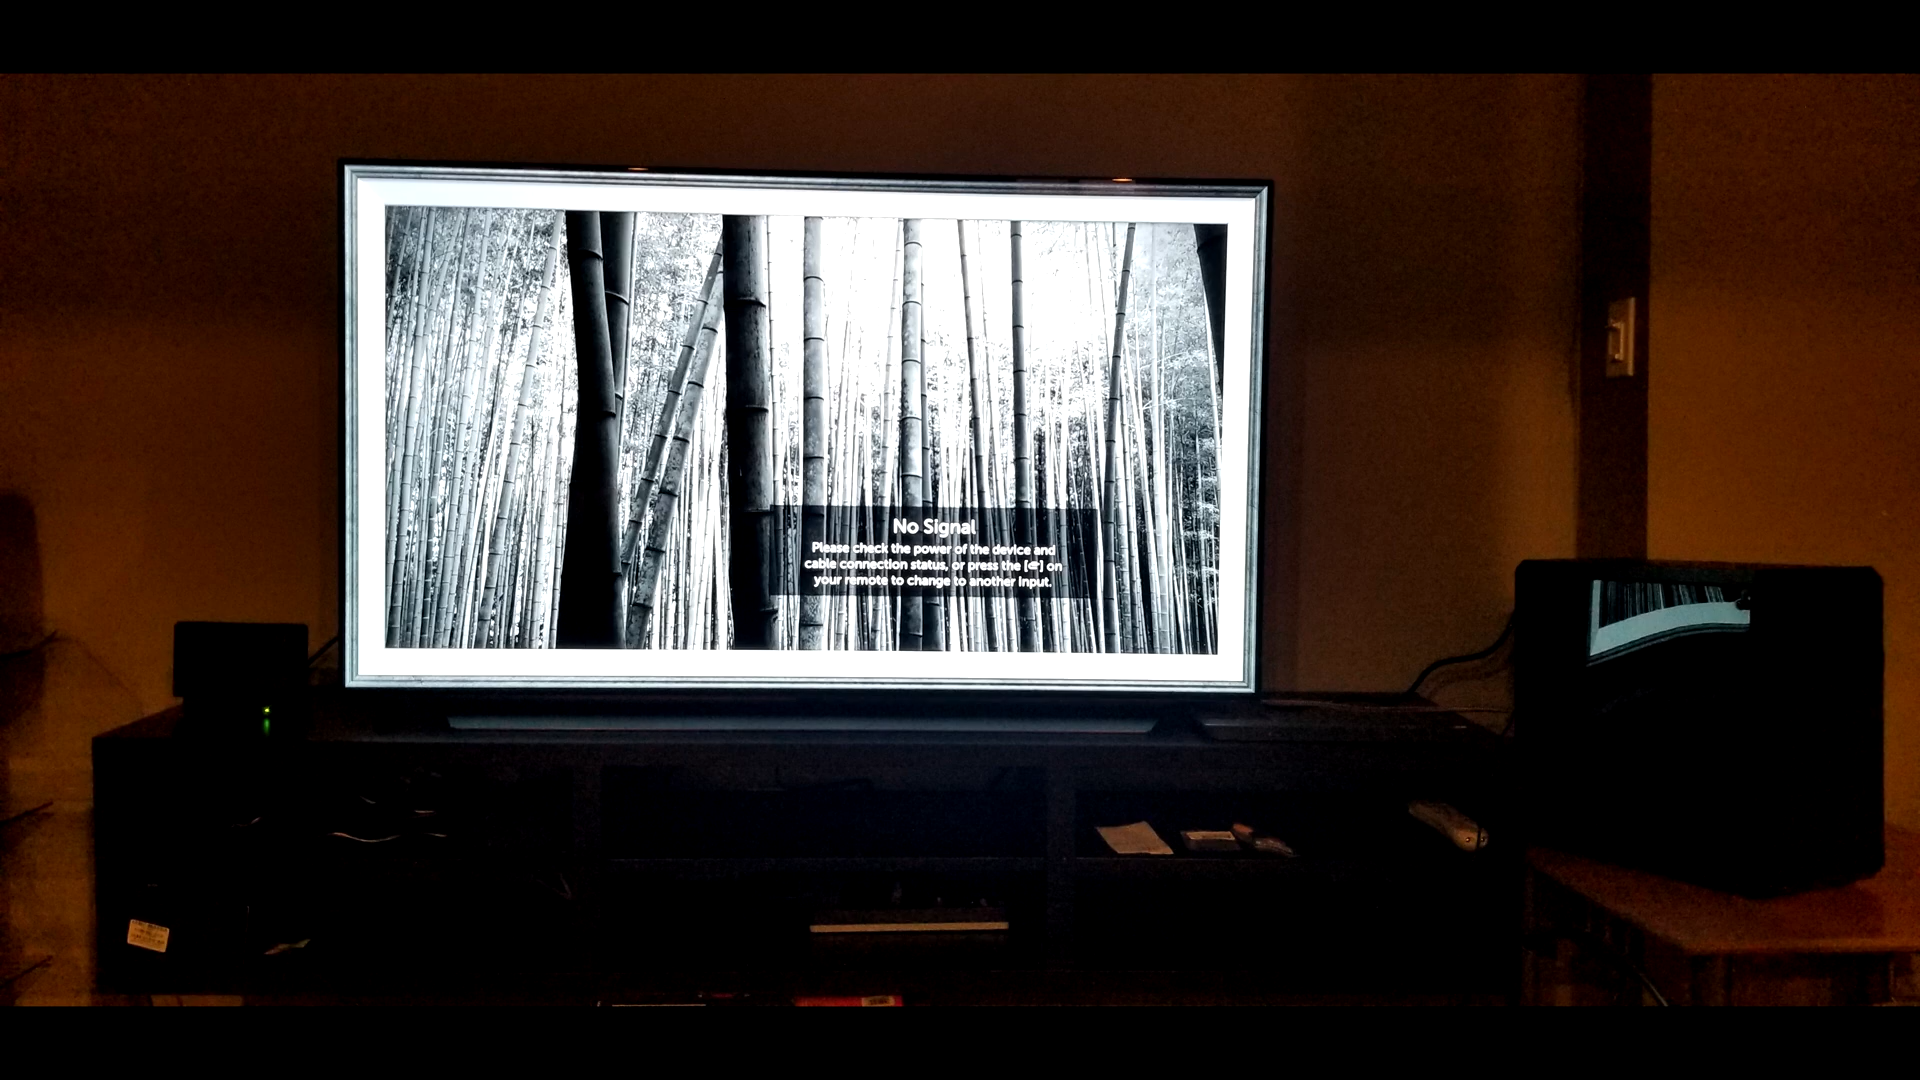 No Signal
Please check the power of the device and
cable connection status, or press the [⏎] on
your remote to change to another input.